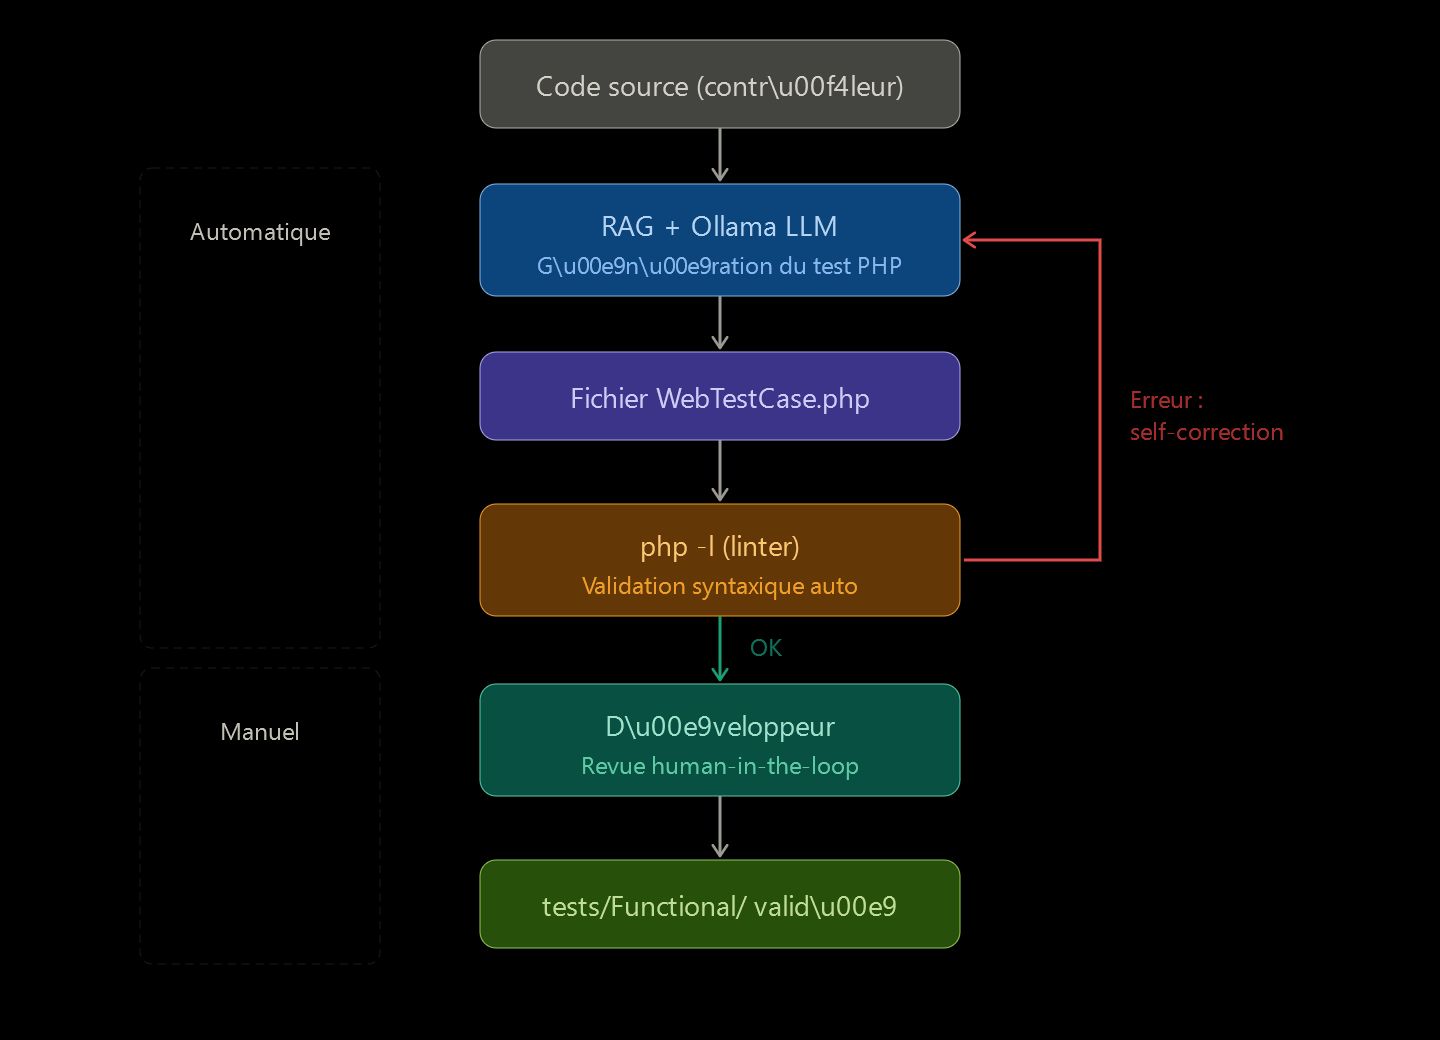 Code source (contr\u00f4leur)
Automatique
RAG + Ollama LLM
G\u00e9n\u00e9ration du test PHP
Fichier WebTestCase.php
Erreur :
self-correction
php -l (linter)
Validation syntaxique auto
OK
Manuel
D\u00e9veloppeur
Revue human-in-the-loop
tests/Functional/ valid\u00e9